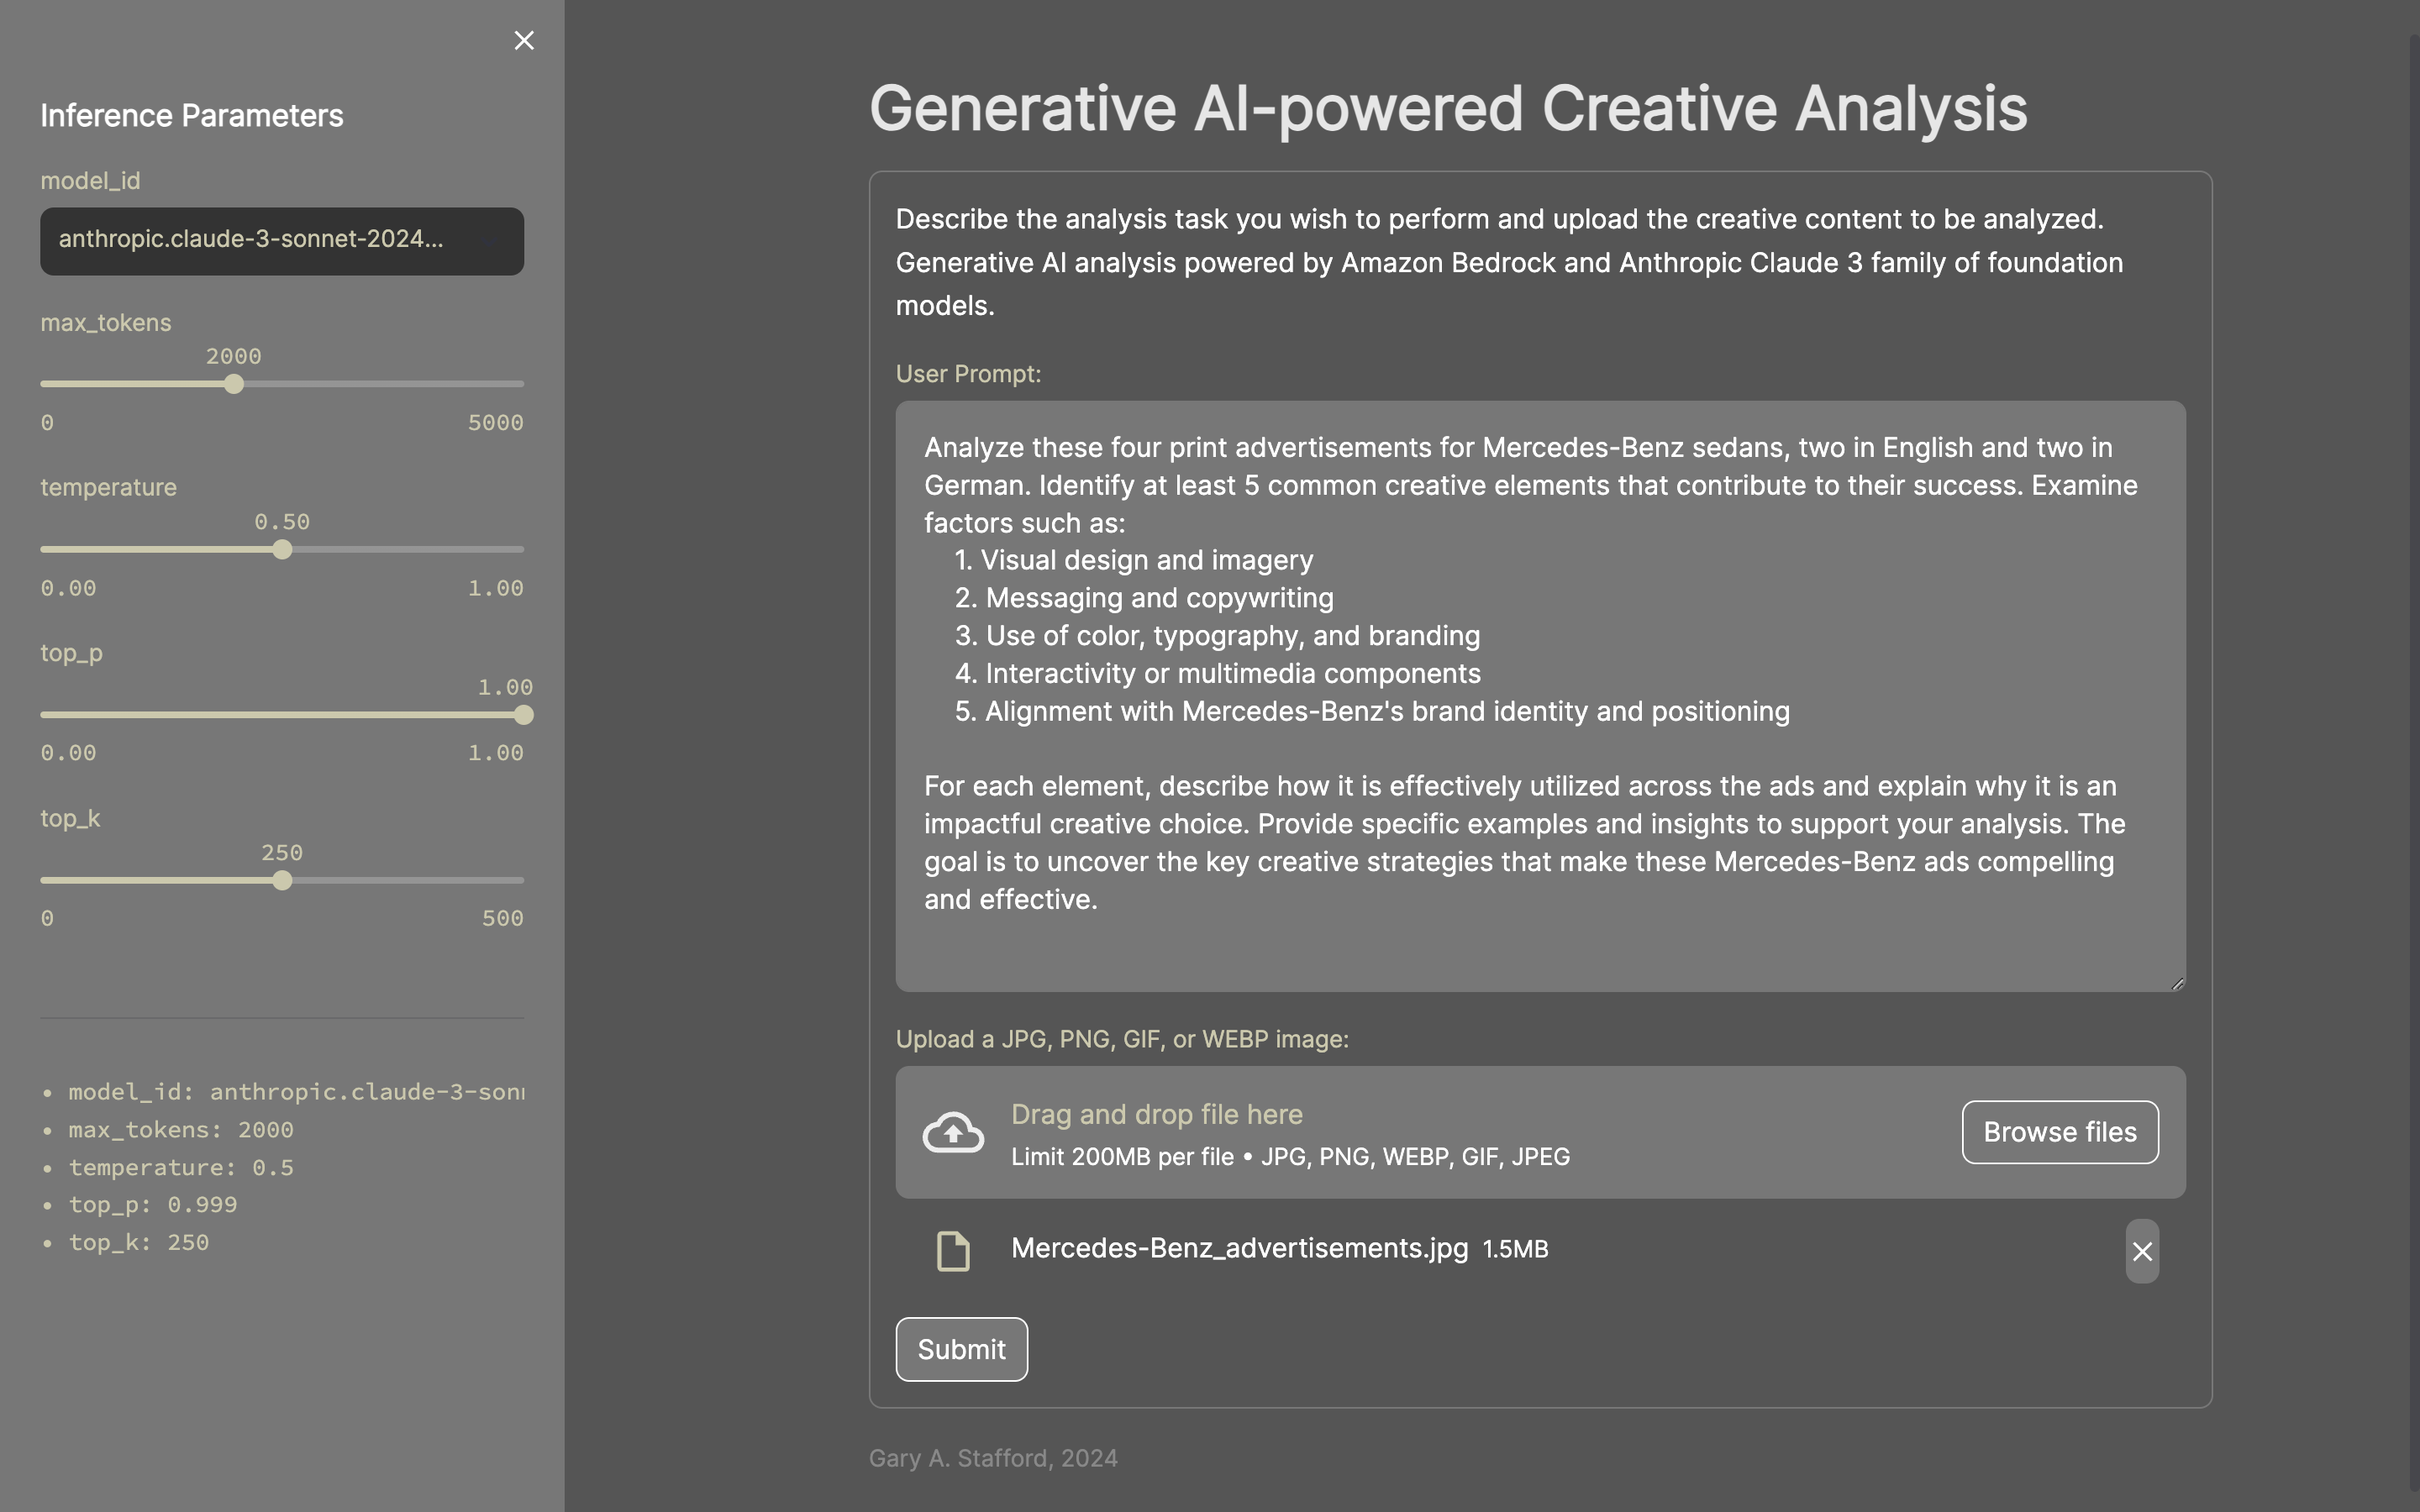 Inference Parameters
model_id
anthropic.claude-3-sonnet-2024...
max_tokens
2000
0 5000
temperature
0.50
0.00 1.00
top_p
1.00
0.00 1.00
top_k
250
0 500
• model_id: anthropic.claude-3-son
• max_tokens: 2000
• temperature: 0.5
• top_p: 0.999
• top_k: 250
Generative AI-powered Creative Analysis
Describe the analysis task you wish to perform and upload the creative content to be analyzed.
Generative AI analysis powered by Amazon Bedrock and Anthropic Claude 3 family of foundation
models.
User Prompt:
Analyze these four print advertisements for Mercedes-Benz sedans, two in English and two in
German. Identify at least 5 common creative elements that contribute to their success. Examine
factors such as:
1. Visual design and imagery
2. Messaging and copywriting
3. Use of color, typography, and branding
4. Interactivity or multimedia components
5. Alignment with Mercedes-Benz's brand identity and positioning
For each element, describe how it is effectively utilized across the ads and explain why it is an
impactful creative choice. Provide specific examples and insights to support your analysis. The
goal is to uncover the key creative strategies that make these Mercedes-Benz ads compelling
and effective.
Upload a JPG, PNG, GIF, or WEBP image:
Drag and drop file here
Limit 200MB per file • JPG, PNG, WEBP, GIF, JPEG
Browse files
Mercedes-Benz_advertisements.jpg 1.5MB
Submit
Gary A. Stafford, 2024